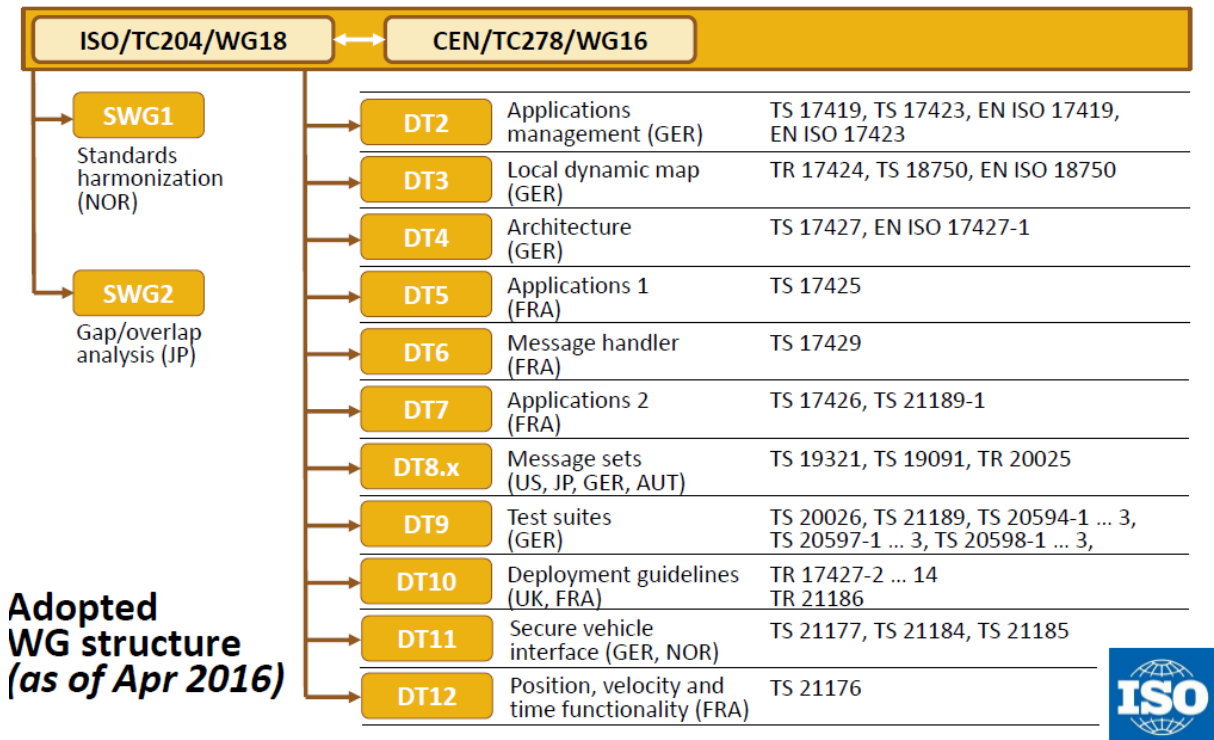 ISO/TC204/WG18
CEN/TC278/WG16
SWG1
Standards
harmonization
(NOR)
SWG2
Gap/overlap
analysis (JP)
DT2
Applications
management (GER)
TS 17419, TS 17423, EN ISO 17419,
EN ISO 17423
DT3
Local dynamic map
(GER)
TR 17424, TS 18750, EN ISO 18750
DT4
Architecture
(GER)
TS 17427, EN ISO 17427-1
DT5
Applications 1
(FRA)
TS 17425
DT6
Message handler
(FRA)
TS 17429
DT7
Applications 2
(FRA)
TS 17426, TS 21189-1
DT8.x
Message sets
(US, JP, GER, AUT)
TS 19321, TS 19091, TR 20025
DT9
Test suites
(GER)
TS 20026, TS 21189, TS 20594-1 ... 3,
TS 20597-1 ... 3, TS 20598-1 ... 3,
DT10
Deployment guidelines
(UK, FRA)
TR 17427-2 ... 14
TR 21186
DT11
Secure vehicle
interface (GER, NOR)
TS 21177, TS 21184, TS 21185
DT12
Position, velocity and
time functionality (FRA)
TS 21176
Adopted
WG structure
(as of Apr 2016)
ISO